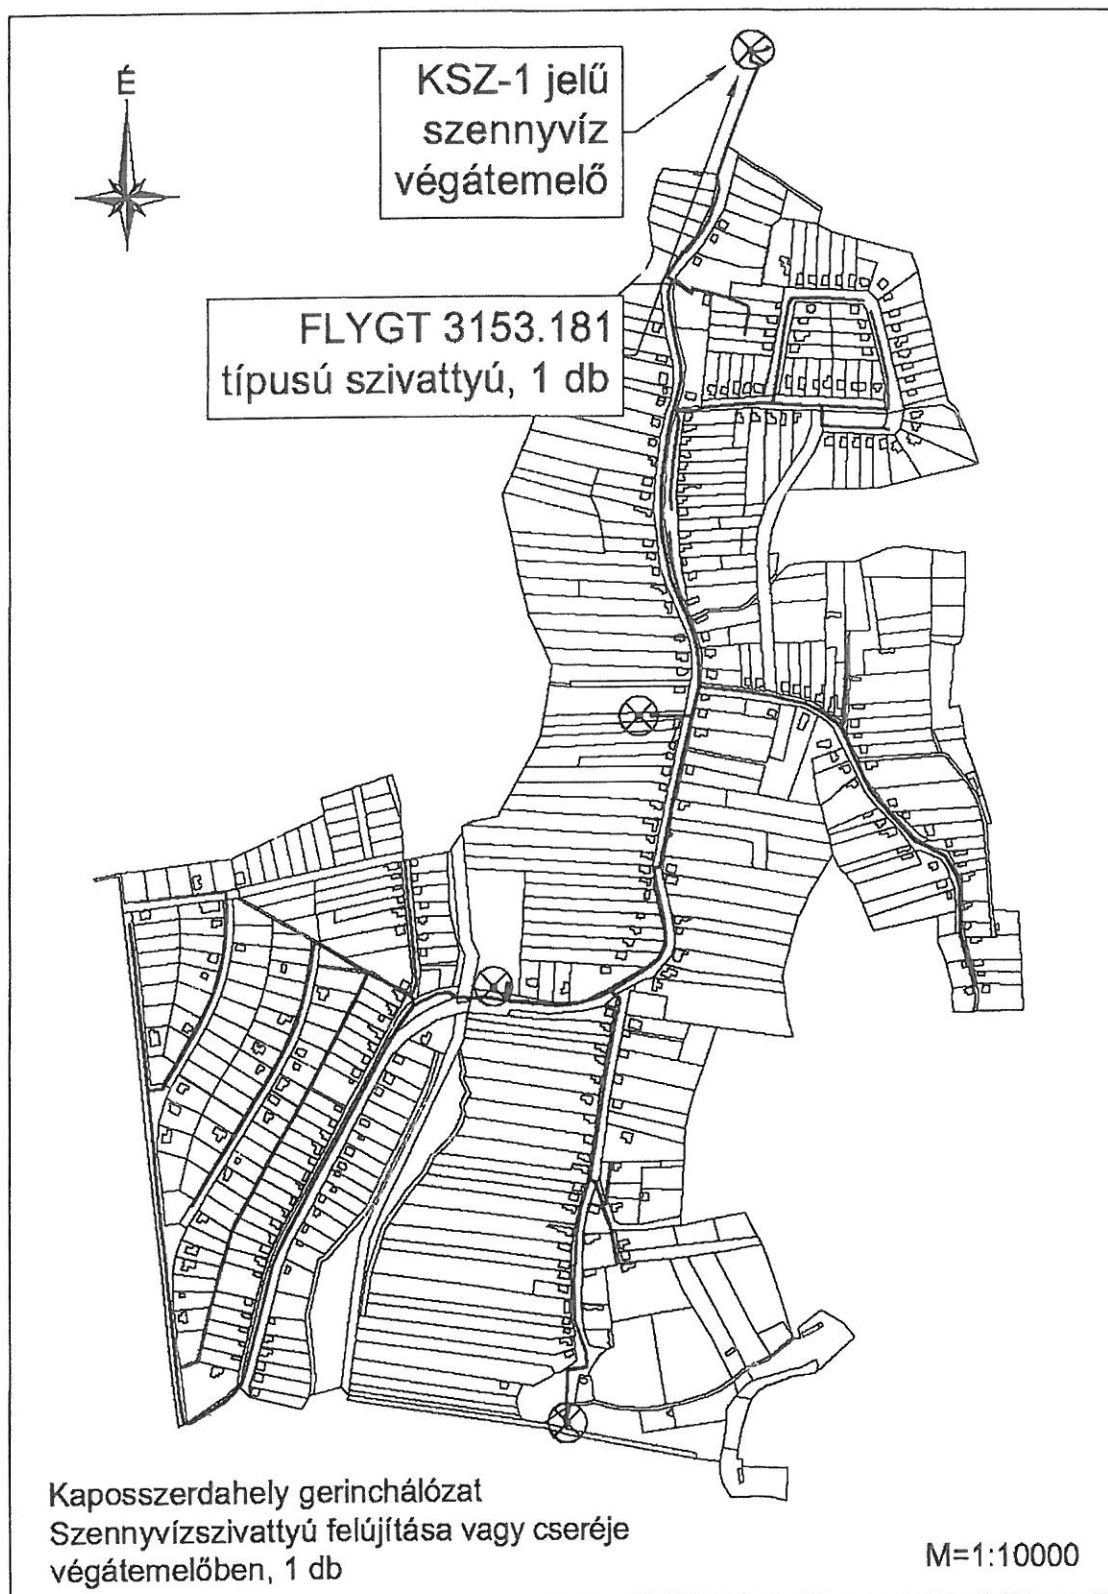 É
KSZ-1 jelű
szennyvíz
végátemelő
FLYGT 3153.181
típusú szivattyú, 1 db
Kaposszerdahely gerinchálózat
Szennyvízszivattyú felújítása vagy cseréje
végátemelőben, 1 db
M=1:10000